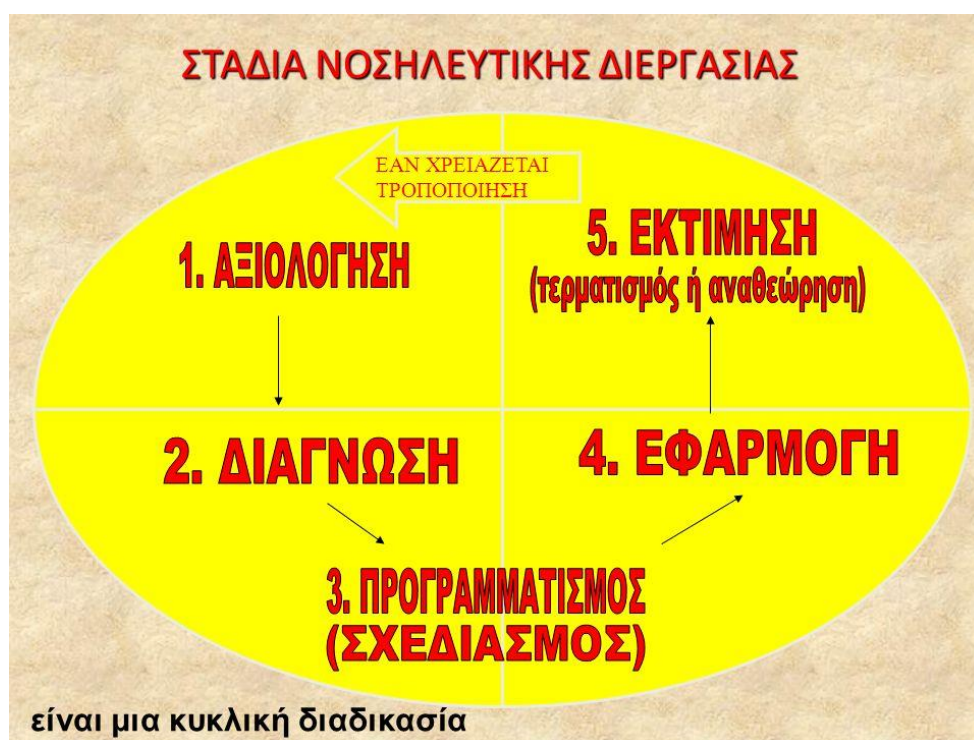 ΣΤΑΔΙΑ ΝΟΣΗΛΕΥΤΙΚΗΣ ΔΙΕΡΓΑΣΙΑΣ
ΕΑΝ ΧΡΕΙΑΖΕΤΑΙ
ΤΡΟΠΟΠΟΙΗΣΗ
1. ΑΞΙΟΛΟΓΗΣΗ
2. ΔΙΑΓΝΩΣΗ
3. ΠΡΟΓΡΑΜΜΑΤΙΣΜΟΣ
(ΣΧΕΔΙΑΣΜΟΣ)
4. ΕΦΑΡΜΟΓΗ
5. ΕΚΤΙΜΗΣΗ
(τερματισμός ή αναθεώρηση)
είναι μια κυκλική διαδικασία